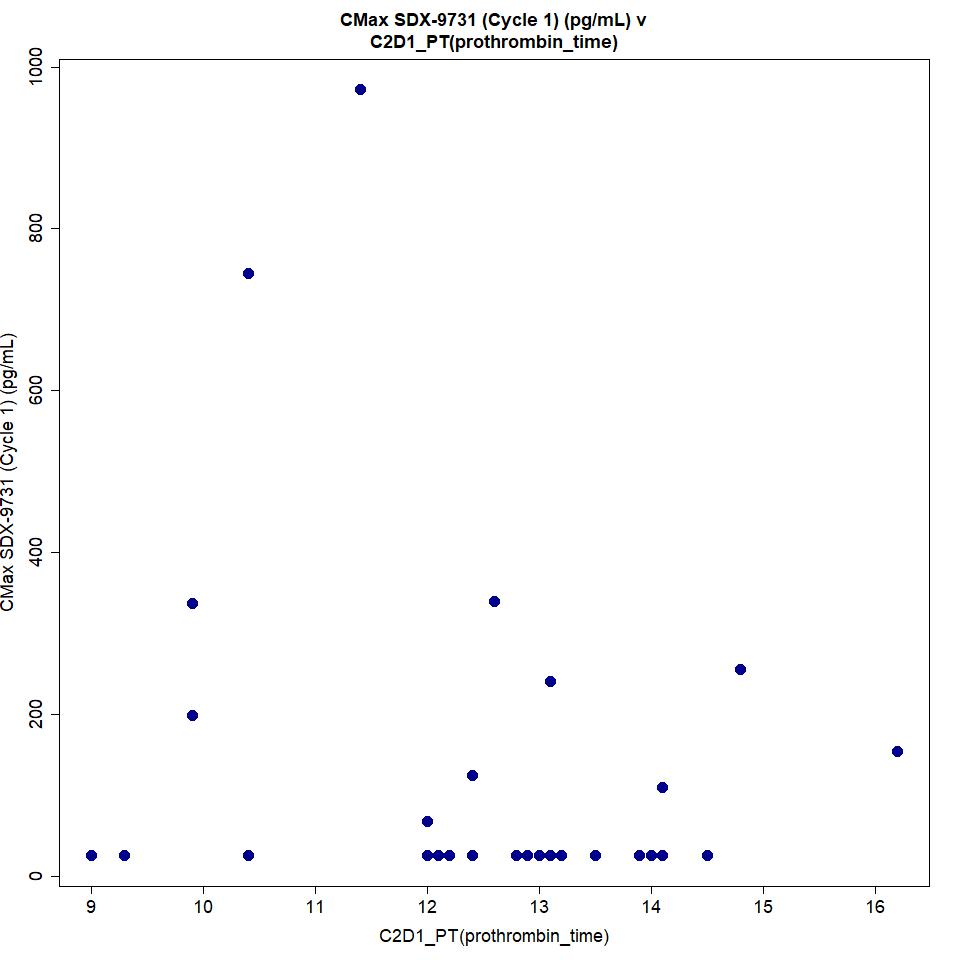 CMax SDX-9731 (Cycle 1) (pg/mL) v
C2D1_PT(prothrombin_time)
1000
800
600
400
200
0
CMax SDX-9731 (Cycle 1) (pg/mL)
9 10 11 12 13 14 15 16
C2D1_PT(prothrombin_time)